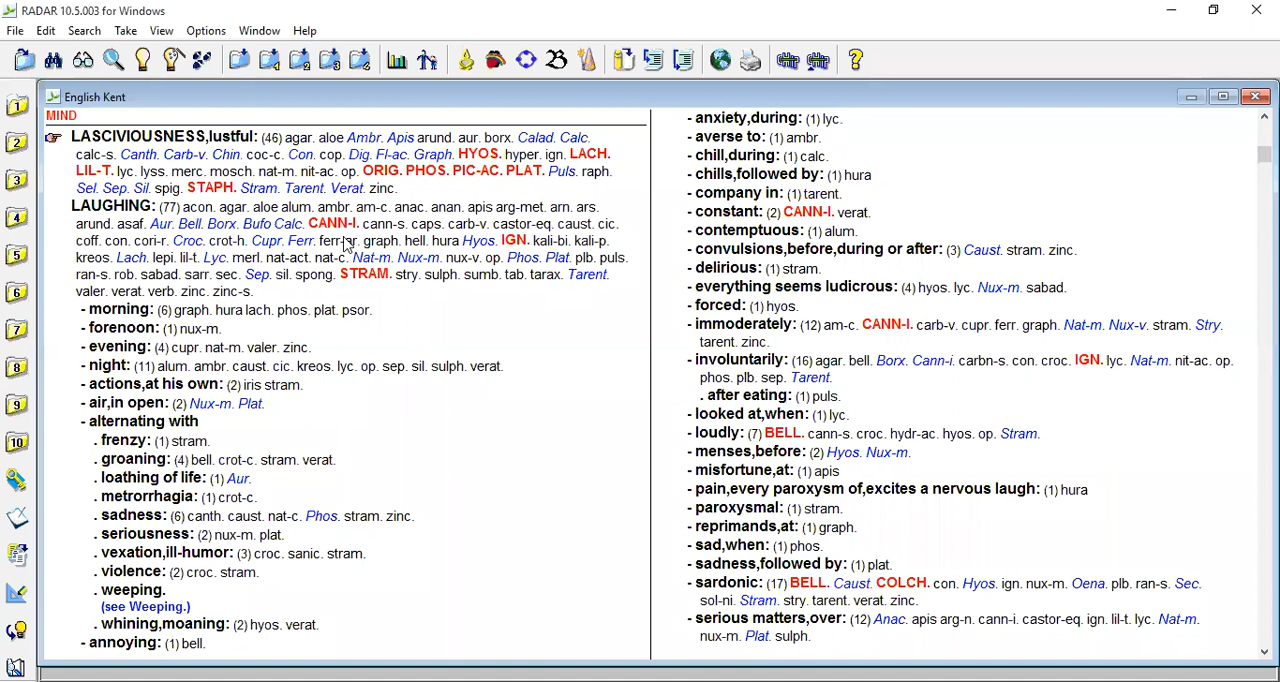 RADAR 10.5.003 for Windows
File Edit Search Take View Options Window Help
English Kent
MIND
LASCIVIOUSNESS,lustful: (46) agar. aloe Ambr. Apis arund. aur. borx. Calad. Calc.
calc-s. Canth. Carb-v. Chin. coc-c. Con. cop. Dig. Fl-ac. Graph. HYOS. hyper. ign. LACH.
LIL-T. lyc. lyss. merc. mosch. nat-m. nit-ac. op. ORIG. PHOS. PIC-AC. PLAT. Puls. raph.
Sel. Sep. Sil. spig. STAPH. Stram. Tarent. Verat. zinc.
LAUGHING: (77) acon. agar. aloe alum. ambr. am-c. anac. anan. apis arg-met. arn. ars.
arund. asaf. Aur. Bell. Borx. Bufo Calc. CANN-I. cann-s. caps. carb-v. castor-eq. caust. cic.
coff. con. cori-r. Croc. crot-h. Cupr. Ferr. graph. hell. hura Hyos. IGN. kali-bi. kali-p.
kreos. Lach. lepi. lil-t. Lyc. merl. nat-act. nat-c. Nat-m. Nux-m. nux-v. op. Phos. Plat. plb. puls.
ran-s. rob. sabad. sarr. sec. Sep. sil. spong. STRAM. stry. sulph. sumb. tab. tarax. Tarent.
valer. verat. verb. zinc. zinc-s.
- morning: (6) graph. hura lach. phos. plat. psor.
- forenoon: (1) nux-m.
- evening: (4) cupr. nat-m. valer. zinc.
- night: (11) alum. ambr. caust. cic. kreos. lyc. op. sep. sil. sulph. verat.
- actions,at his own: (2) iris stram.
- air,in open: (2) Nux-m. Plat.
- alternating with
. frenzy: (1) stram.
. groaning: (4) bell. crot-c. stram. verat.
. loathing of life: (1) Aur.
. metrorrhagia: (1) crot-c.
. sadness: (6) canth. caust. nat-c. Phos. stram. zinc.
. seriousness: (2) nux-m. plat.
. vexation,ill-humor: (3) croc. sanic. stram.
. violence: (2) croc. stram.
. weeping.
(see Weeping.)
. whining,moaning: (2) hyos. verat.
- annoying: (1) bell.
- anxiety,during: (1) lyc.
- averse to: (1) ambr.
- chill,during: (1) calc.
- chills,followed by: (1) hura
- company in: (1) tarent.
- constant: (2) CANN-I. verat.
- contemptuous: (1) alum.
- convulsions,before,during or after: (3) Caust. stram. zinc.
- delirious: (1) stram.
- everything seems ludicrous: (4) hyos. lyc. Nux-m. sabad.
- forced: (1) hyos.
- immoderately: (12) am-c. CANN-I. carb-v. cupr. ferr. graph. Nat-m. Nux-v. stram. Stry.
tarent. zinc.
- involuntarily: (16) agar. bell. Borx. Cann-i. carbn-s. con. croc. IGN. lyc. Nat-m. nit-ac. op.
phos. plb. sep. Tarent.
. after eating: (1) puls.
- looked at,when: (1) lyc.
- loudly: (7) BELL. cann-s. croc. hydr-ac. hyos. op. Stram.
- menses,before: (2) Hyos. Nux-m.
- misfortune,at: (1) apis
- pain,every paroxysm of,excites a nervous laugh: (1) hura
- paroxysmal: (1) stram.
- reprimands,at: (1) graph.
- sad,when: (1) phos.
- sadness,followed by: (1) plat.
- sardonic: (17) BELL. Caust. COLCH. con. Hyos. ign. nux-m. Oena. plb. ran-s. Sec.
sol-ni. Stram. stry. tarent. verat. zinc.
- serious matters,over: (12) Anac. apis arg-n. cann-i. castor-eq. ign. lil-t. lyc. Nat-m.
nux-m. Plat. sulph.
1
2
3
4
5
6
7
8
9
10